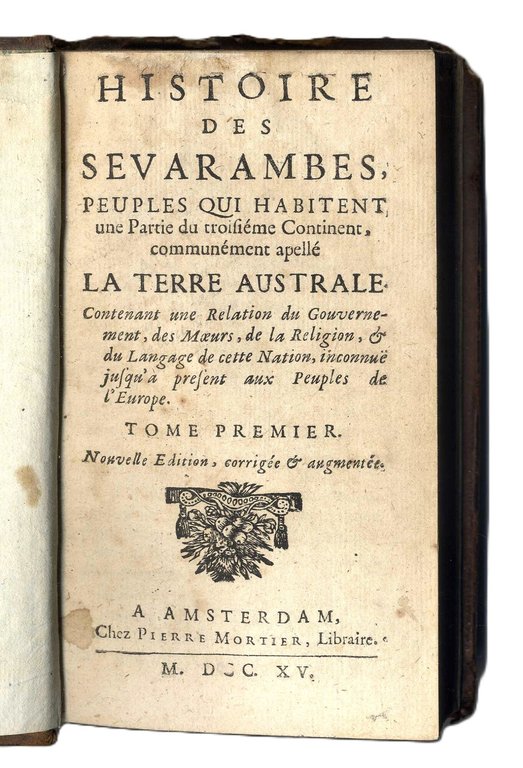 HISTOIRE
DES
SEVARAMBES,
PEUPLES QUI HABITENT
une Partie du troisiéme Continent,
communément apellé
LA TERRE AUSTRALE.
Contenant une Relation du Gouverne-
ment, des Mœurs, de la Religion, &
du Langage de cette Nation, inconnuë
juſqu'a preſent aux Peuples de
l'Europe.
TOME PREMIER.
Nouvelle Edition, corrigée & augmentée.
A AMSTERDAM,
Chez PIERRE MORTIER, Libraire.
M. DCC. XV.